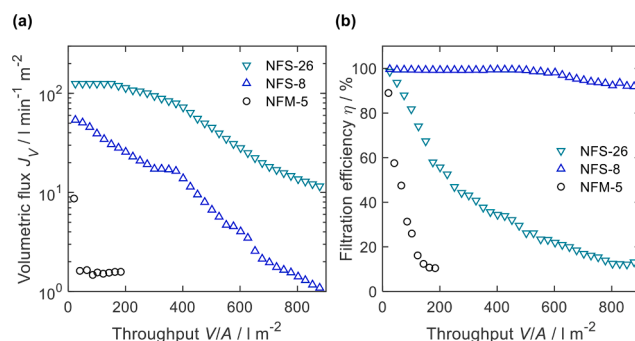 (a)
Volumetric flux J_V / l min⁻¹ m⁻²
10²
10¹
10⁰
0 200 400 600 800
Throughput V/A / l m⁻²
NFS-26
NFS-8
NFM-5
(b)
Filtration efficiency η / %
100
80
60
40
20
0
0 200 400 600 800
Throughput V/A / l m⁻²
NFS-26
NFS-8
NFM-5